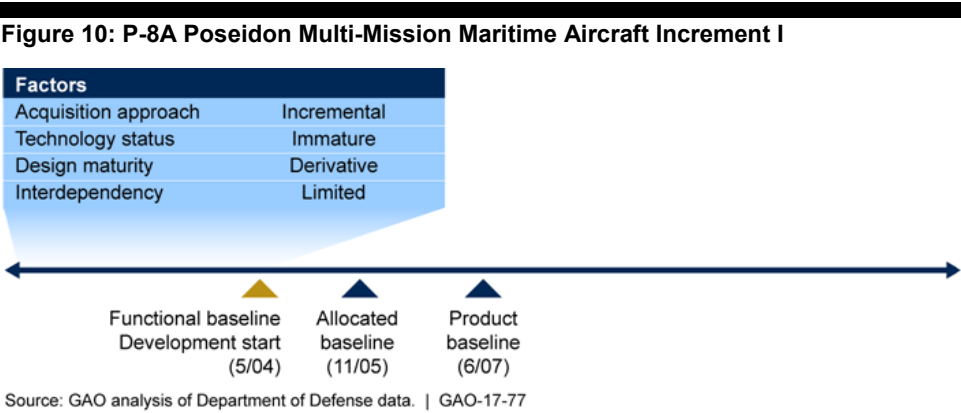 Figure 10: P-8A Poseidon Multi-Mission Maritime Aircraft Increment I
Factors
Acquisition approach Incremental
Technology status Immature
Design maturity Derivative
Interdependency Limited
Functional baseline
Development start
(5/04)
Allocated
baseline
(11/05)
Product
baseline
(6/07)
Source: GAO analysis of Department of Defense data. | GAO-17-77